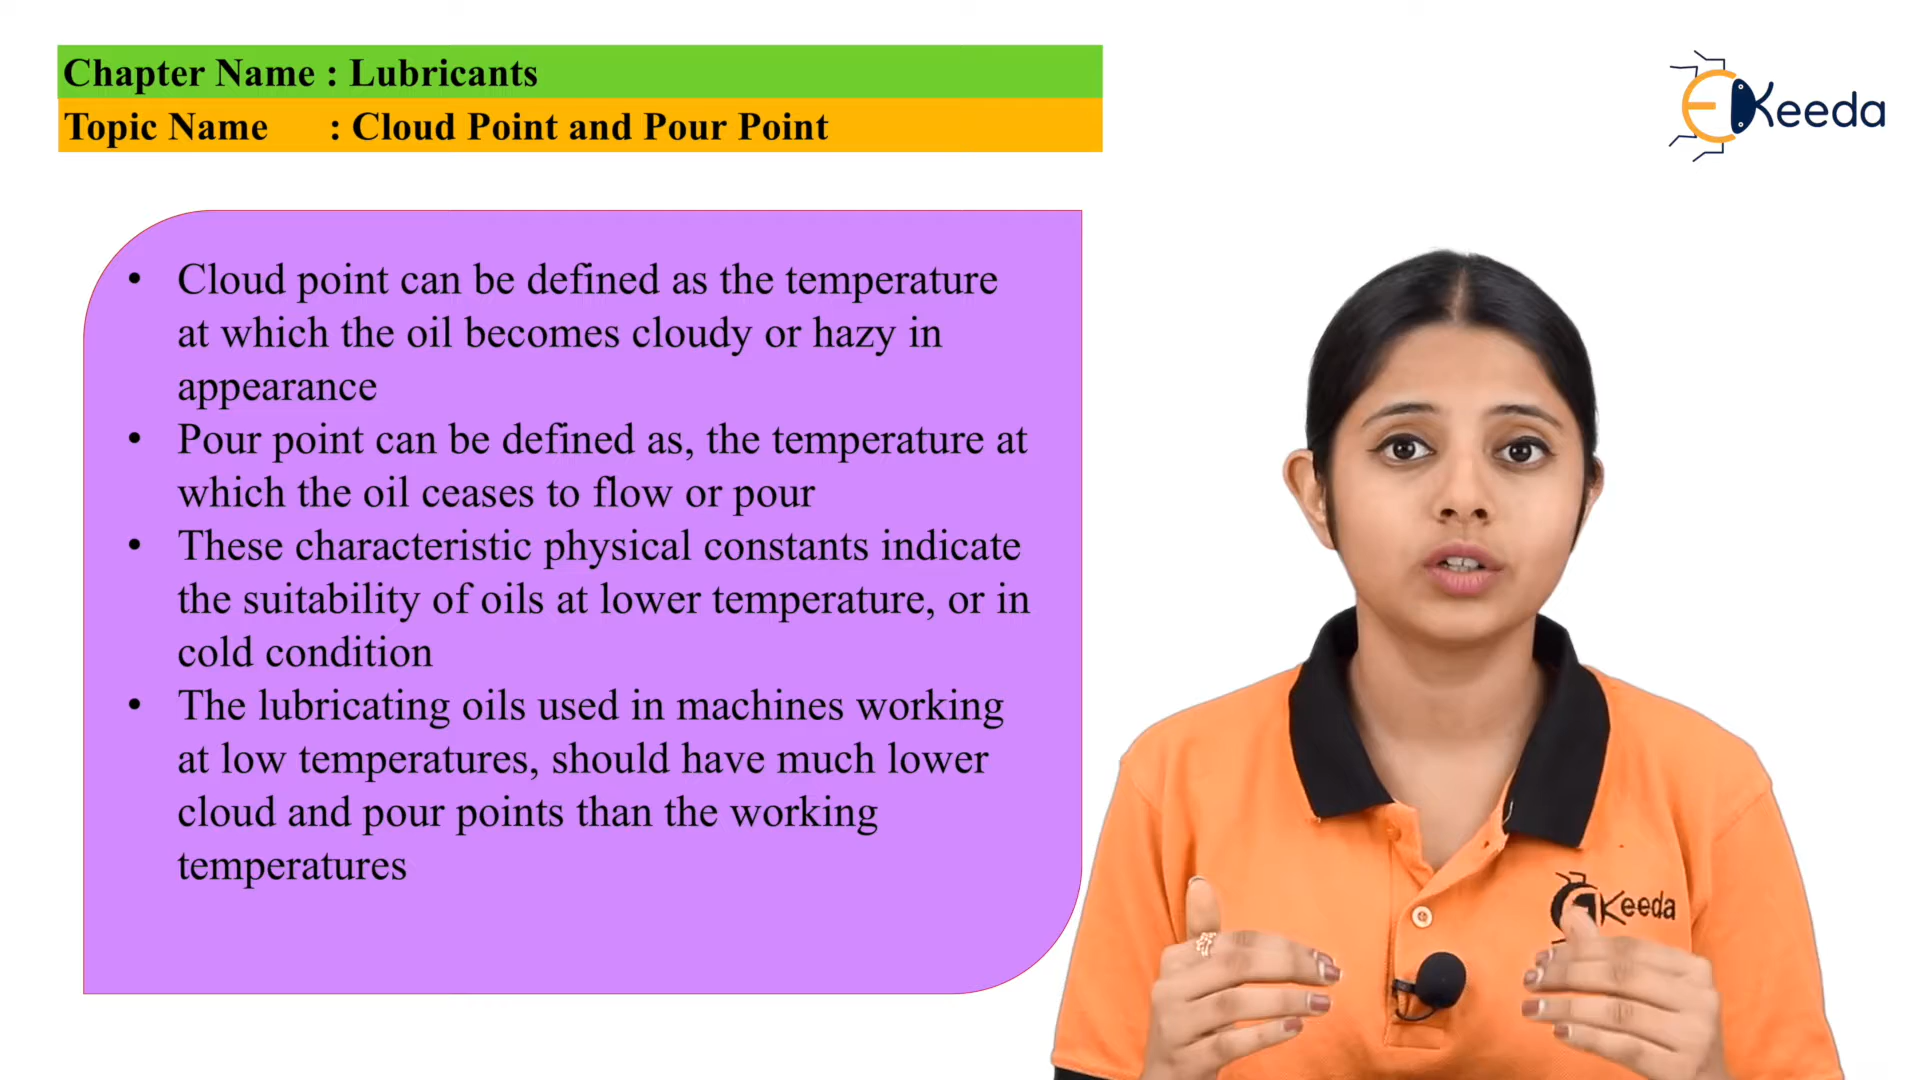 Chapter Name : Lubricants
Topic Name : Cloud Point and Pour Point
EKeeda
• Cloud point can be defined as the temperature
at which the oil becomes cloudy or hazy in
appearance
• Pour point can be defined as, the temperature at
which the oil ceases to flow or pour
• These characteristic physical constants indicate
the suitability of oils at lower temperature, or in
cold condition
• The lubricating oils used in machines working
at low temperatures, should have much lower
cloud and pour points than the working
temperatures
Keeda